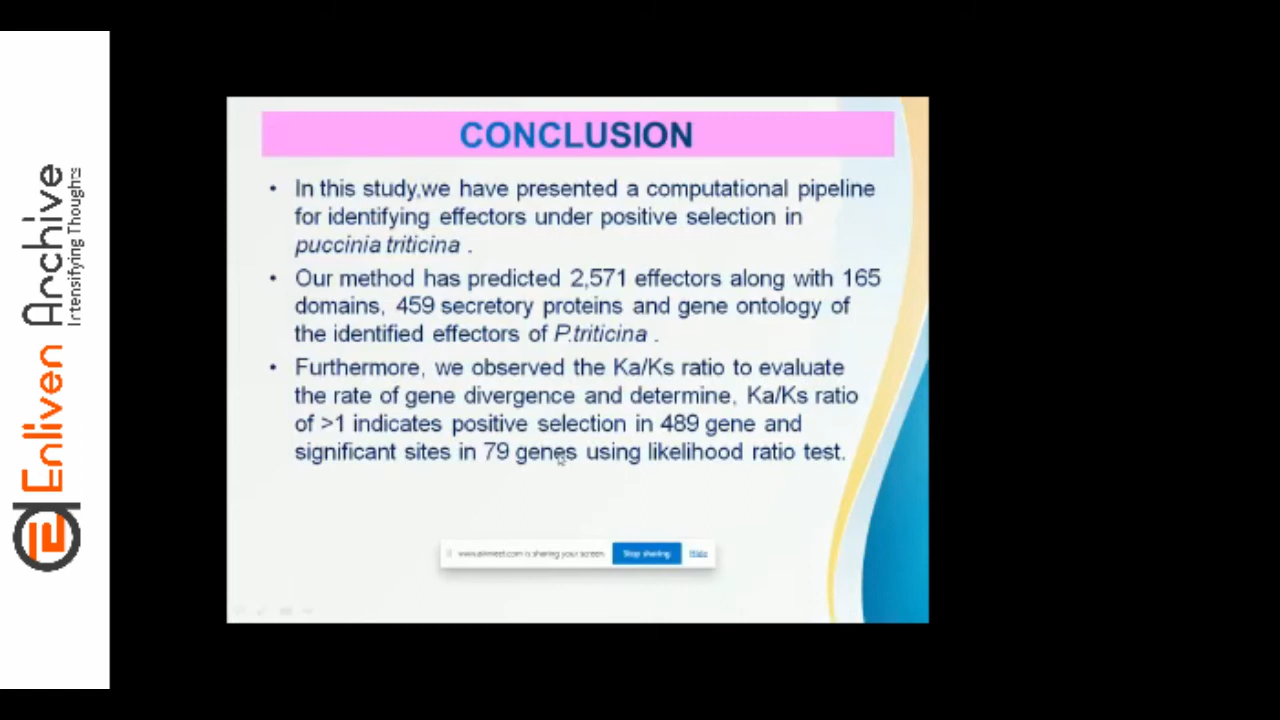 CONCLUSION
• In this study,we have presented a computational pipeline
for identifying effectors under positive selection in
puccinia triticina .
• Our method has predicted 2,571 effectors along with 165
domains, 459 secretory proteins and gene ontology of
the identified effectors of P.triticina .
• Furthermore, we observed the Ka/Ks ratio to evaluate
the rate of gene divergence and determine, Ka/Ks ratio
of >1 indicates positive selection in 489 gene and
significant sites in 79 genes using likelihood ratio test.
is sharing your screen. Stop sharing Hide
Enliven Archive
Intensifying Thoughts